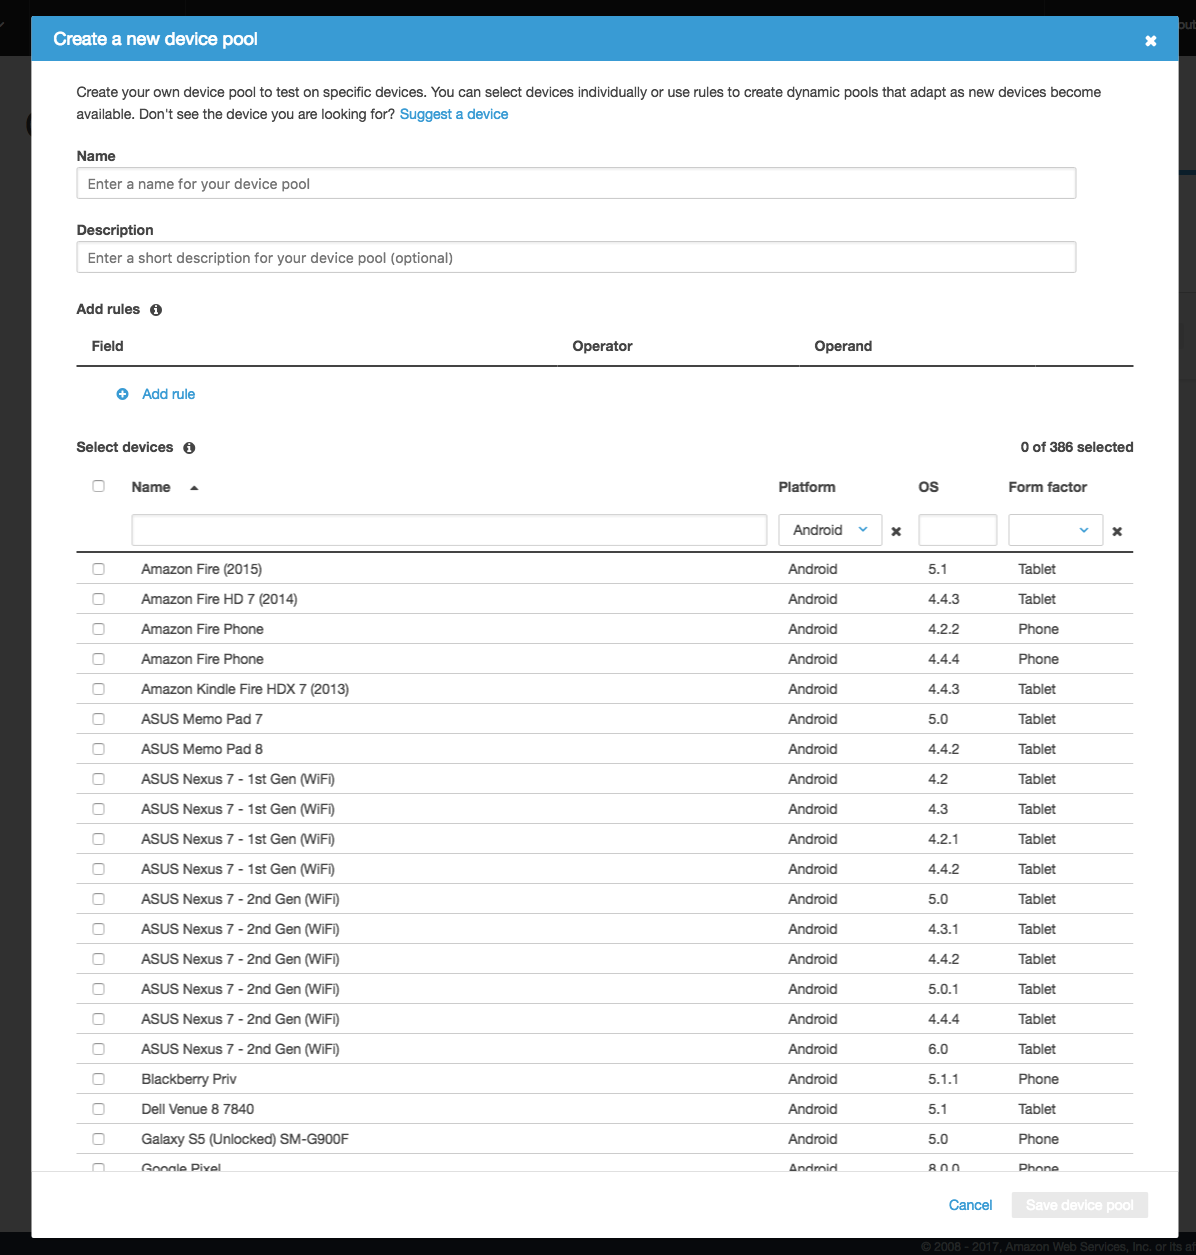 Create a new device pool
Create your own device pool to test on specific devices. You can select devices individually or use rules to create dynamic pools that adapt as new devices become
available. Don't see the device you are looking for? Suggest a device
Name
Enter a name for your device pool
Description
Enter a short description for your device pool (optional)
Add rules
Field Operator Operand
Add rule
Select devices 0 of 386 selected
Name Platform OS Form factor
Android
Amazon Fire (2015) Android 5.1 Tablet
Amazon Fire HD 7 (2014) Android 4.4.3 Tablet
Amazon Fire Phone Android 4.2.2 Phone
Amazon Fire Phone Android 4.4.4 Phone
Amazon Kindle Fire HDX 7 (2013) Android 4.4.3 Tablet
ASUS Memo Pad 7 Android 5.0 Tablet
ASUS Memo Pad 8 Android 4.4.2 Tablet
ASUS Nexus 7 - 1st Gen (WiFi) Android 4.2 Tablet
ASUS Nexus 7 - 1st Gen (WiFi) Android 4.3 Tablet
ASUS Nexus 7 - 1st Gen (WiFi) Android 4.2.1 Tablet
ASUS Nexus 7 - 1st Gen (WiFi) Android 4.4.2 Tablet
ASUS Nexus 7 - 2nd Gen (WiFi) Android 5.0 Tablet
ASUS Nexus 7 - 2nd Gen (WiFi) Android 4.3.1 Tablet
ASUS Nexus 7 - 2nd Gen (WiFi) Android 4.4.2 Tablet
ASUS Nexus 7 - 2nd Gen (WiFi) Android 5.0.1 Tablet
ASUS Nexus 7 - 2nd Gen (WiFi) Android 4.4.4 Tablet
ASUS Nexus 7 - 2nd Gen (WiFi) Android 6.0 Tablet
Blackberry Priv Android 5.1.1 Phone
Dell Venue 8 7840 Android 5.1 Tablet
Galaxy S5 (Unlocked) SM-G900F Android 5.0 Phone
Google Pixel Android 8.0.0 Phone
Cancel Save device pool
© 2008 - 2017, Amazon Web Services, Inc. or its